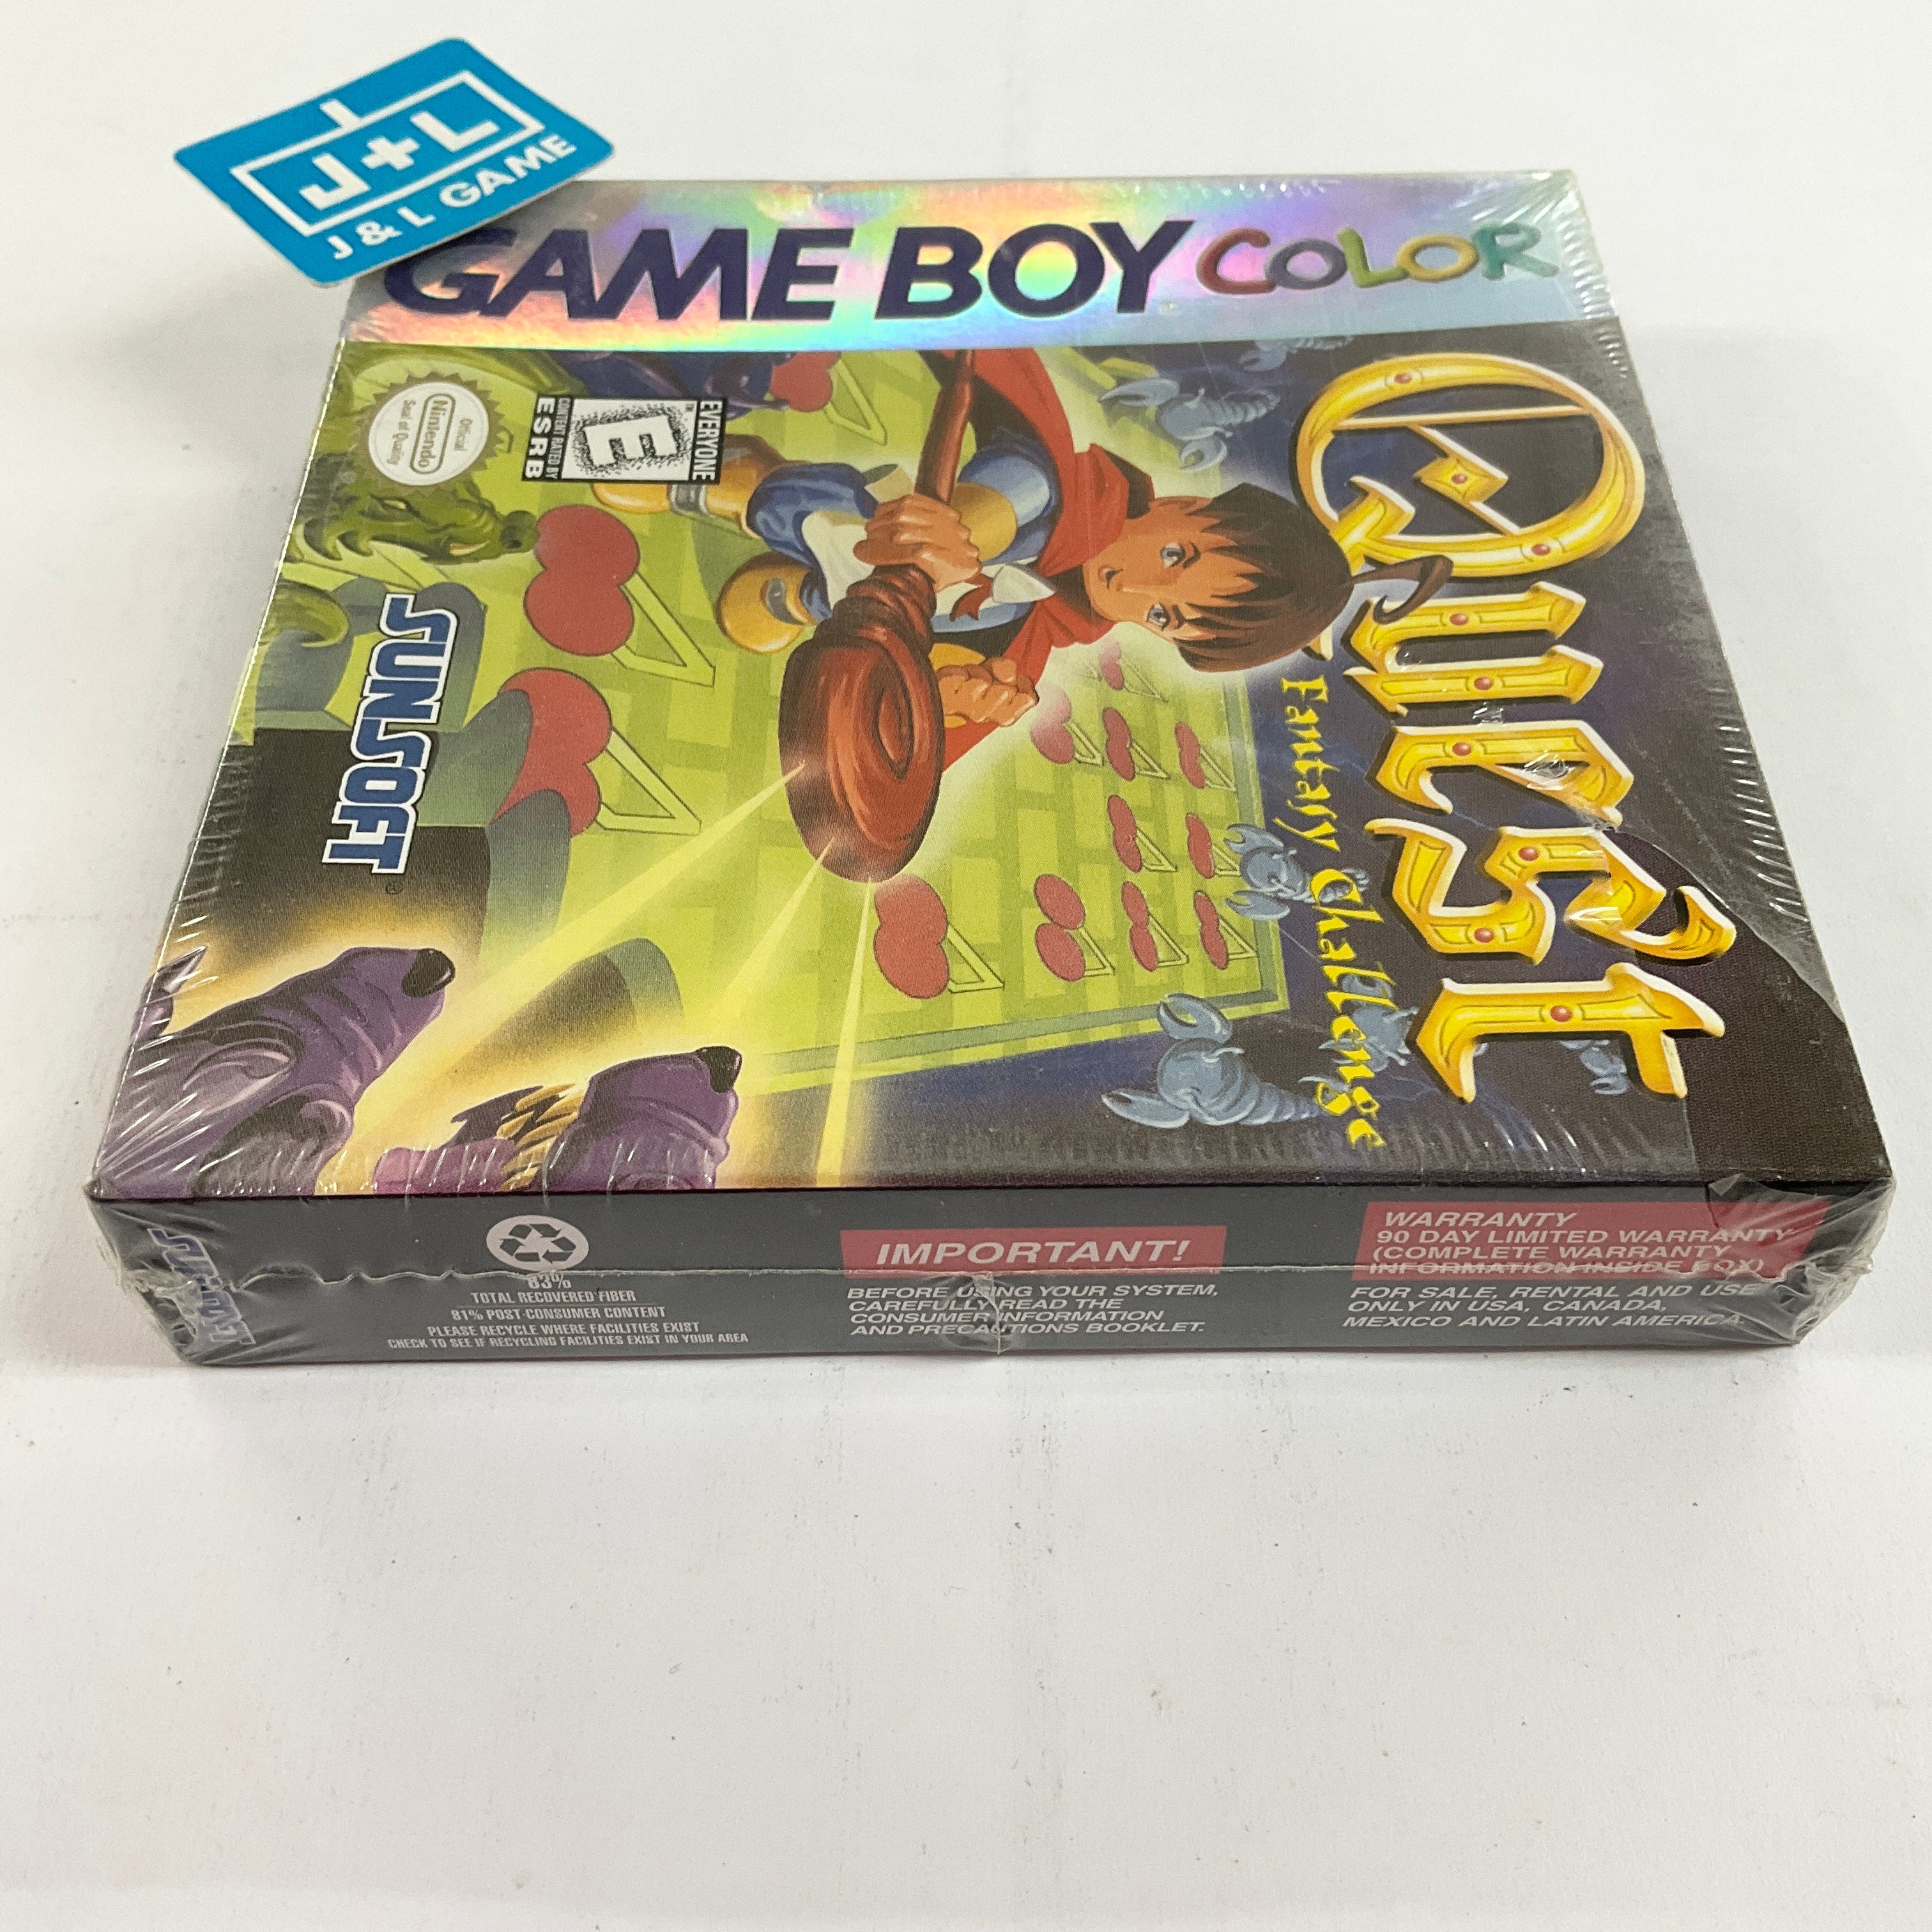 J+L
J & L GAME
GAME BOY COLOR
Quest
Fantasy Challenge
EVERYONE
E
CONTENT RATED BY
ESRB
Official
Nintendo
Seal of Quality
SUNSOFT®
SUNSOFT
83%
TOTAL RECOVERED FIBER
81% POST-CONSUMER CONTENT
PLEASE RECYCLE WHERE FACILITIES EXIST
CHECK TO SEE IF RECYCLING FACILITIES EXIST IN YOUR AREA
IMPORTANT!
BEFORE USING YOUR SYSTEM,
CAREFULLY READ THE
CONSUMER INFORMATION
AND PRECAUTIONS BOOKLET.
WARRANTY
90 DAY LIMITED WARRANTY
(COMPLETE WARRANTY
INFORMATION INSIDE BOX)
FOR SALE, RENTAL AND USE
ONLY IN USA, CANADA,
MEXICO AND LATIN AMERICA.